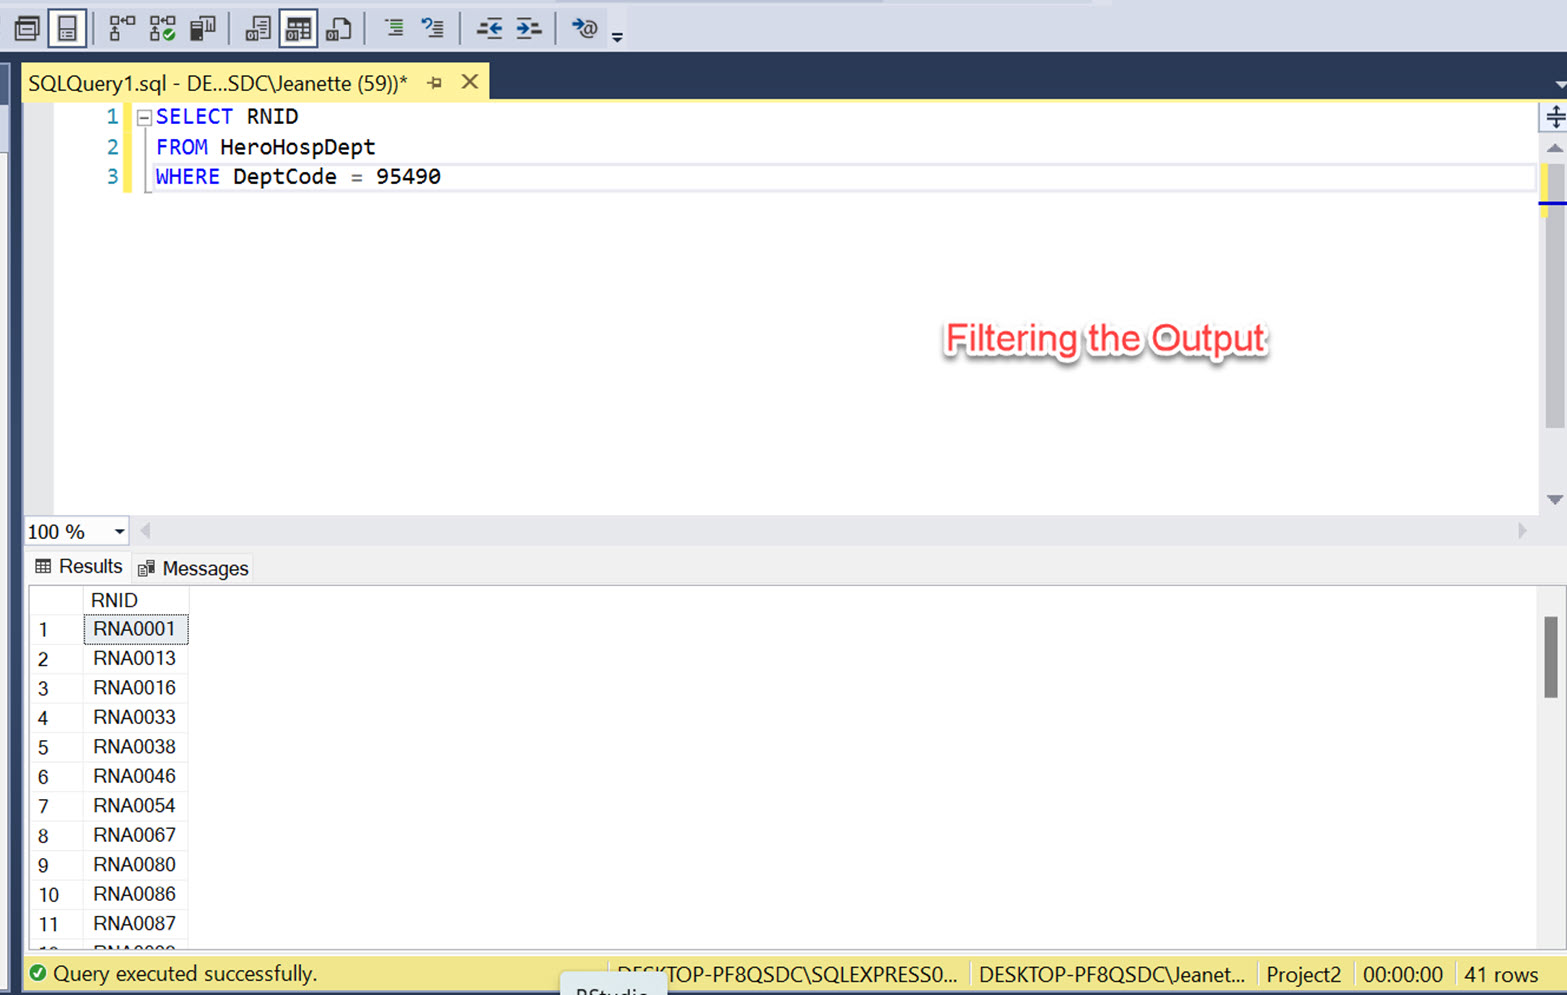 SQLQuery1.sql - DE...SDC\Jeanette (59))*
1 SELECT RNID
2 FROM HeroHospDept
3 WHERE DeptCode = 95490
Filtering the Output
100 %
Results Messages
RNID
1 RNA0001
2 RNA0013
3 RNA0016
4 RNA0033
5 RNA0038
6 RNA0046
7 RNA0054
8 RNA0067
9 RNA0080
10 RNA0086
11 RNA0087
Query executed successfully. DESKTOP-PF8QSDC\SQLEXPRESS0... DESKTOP-PF8QSDC\Jeanet... Project2 00:00:00 41 rows
RStudio